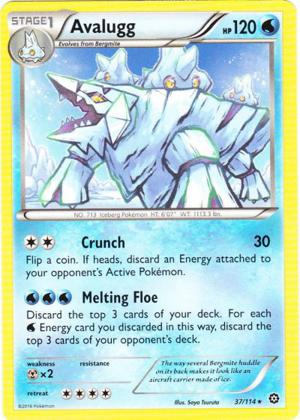 STAGE1
Avalugg
HP 120
Evolves from Bergmite
NO. 713 Iceberg Pokémon HT. 6'07" WT. 1113.3 lbs.
Crunch 30
Flip a coin. If heads, discard an Energy attached to
your opponent's Active Pokémon.
Melting Floe
Discard the top 3 cards of your deck. For each
Energy card you discarded in this way, discard the
top 3 cards of your opponent's deck.
weakness resistance
×2
retreat
The way several Bergmite huddle
on its back makes it look like an
aircraft carrier made of ice.
Illus. Sayo Tsuruta
37/114 ★
©2016 Pokémon